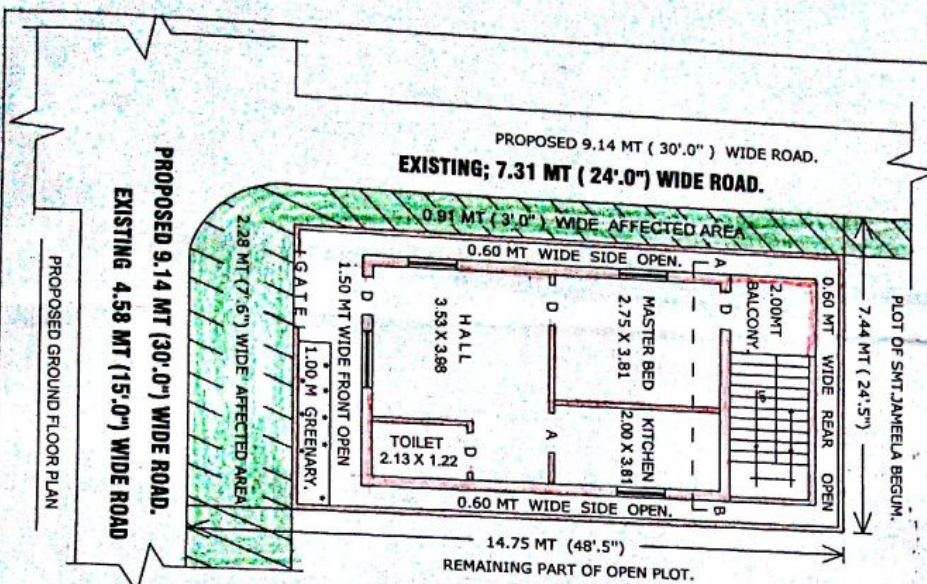 PROPOSED 9.14 MT ( 30'.0" ) WIDE ROAD.
EXISTING; 7.31 MT ( 24'.0") WIDE ROAD.
0.91 MT ( 3'.0" ) WIDE AFFECTED AREA
0.60 MT WIDE SIDE OPEN.
A
PLOT OF SMT.JAMEELA BEGUM.
7.44 MT ( 24'.5")
0.60 MT WIDE REAR OPEN
2.00MT
BALCONY.
UP
D
MASTER BED
2.75 X 3.81
KITCHEN
2.00 X 3.81
D
A
HALL
3.53 X 3.98
D
TOILET
2.13 X 1.22
D
1.50 MT WIDE FRONT OPEN
GATE
1.00.M GREENARY.
2.28 MT (7'.6") WIDE AFFECTED AREA
PROPOSED 9.14 MT (30'.0") WIDE ROAD.
EXISTING 4.58 MT (15'.0") WIDE ROAD
PROPOSED GROUND FLOOR PLAN
0.60 MT WIDE SIDE OPEN.
B
14.75 MT (48'.5")
REMAINING PART OF OPEN PLOT.